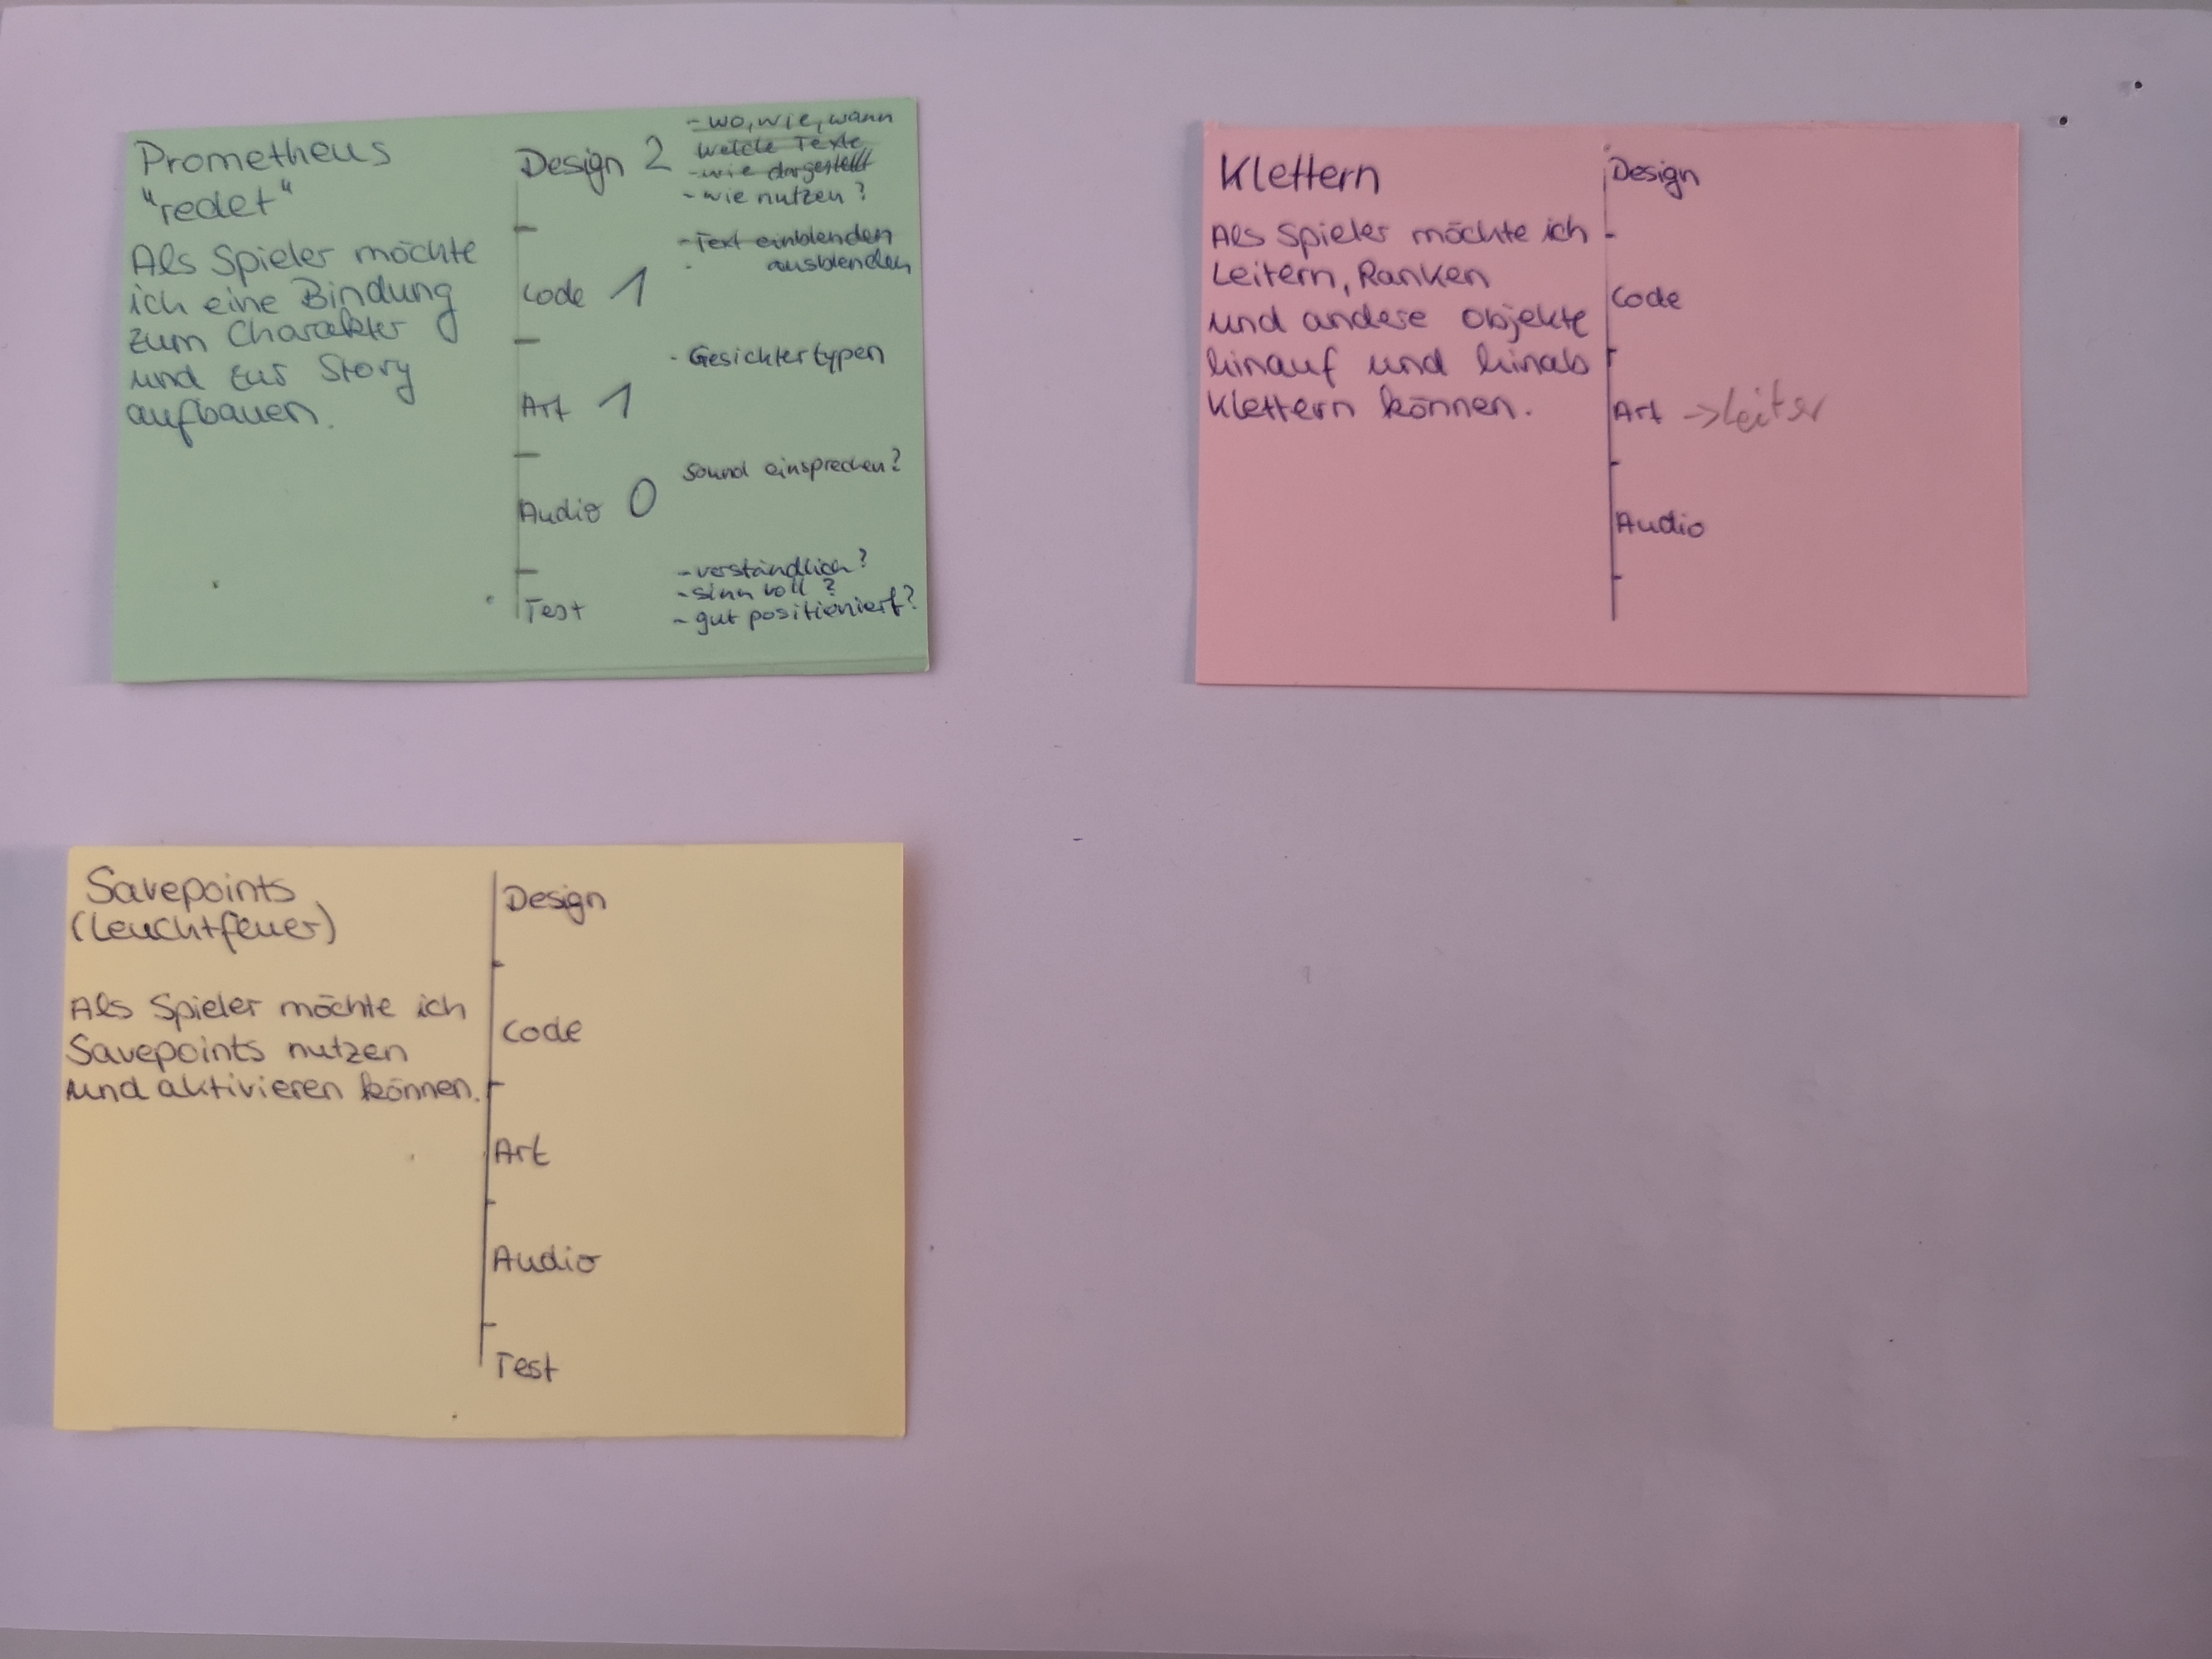 Prometheus
"redet"
Als Spieler möchte
ich eine Bindung
zum Charakter
und zur Story
aufbauen.
Design 2
- wo, wie, wann
welche Texte
- wie dargestellt
- wie nutzen?
- Text einblenden
ausblenden
Code 1
- Gesichtertypen
Art 1
Sound einsprechen?
Audio 0
- verständlich?
- sinnvoll?
- gut positioniert?
Test
Klettern
Als Spieler möchte ich
Leitern, Ranken
und andere Objekte
hinauf und hinab
klettern können.
Design
Code
Art -> Leiter
Audio
Savepoints
(Leuchtfeuer)
Als Spieler möchte ich
Savepoints nutzen
und aktivieren können.
Design
Code
Art
Audio
Test